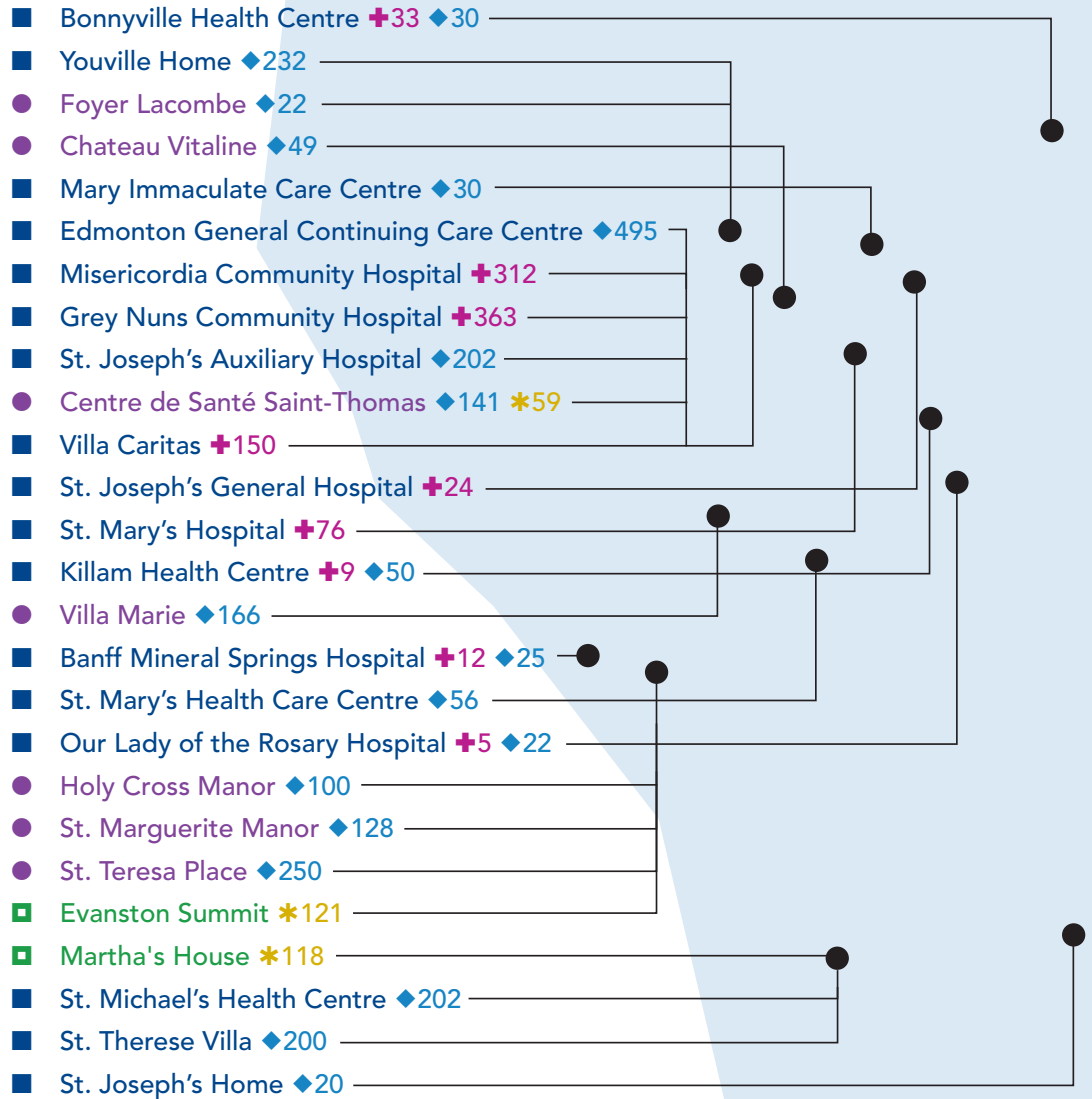 Bonnyville Health Centre ✚33 ◆30
Youville Home ◆232
Foyer Lacombe ◆22
Chateau Vitaline ◆49
Mary Immaculate Care Centre ◆30
Edmonton General Continuing Care Centre ◆495
Misericordia Community Hospital ✚312
Grey Nuns Community Hospital ✚363
St. Joseph’s Auxiliary Hospital ◆202
Centre de Santé Saint-Thomas ◆141 ✱59
Villa Caritas ✚150
St. Joseph’s General Hospital ✚24
St. Mary’s Hospital ✚76
Killam Health Centre ✚9 ◆50
Villa Marie ◆166
Banff Mineral Springs Hospital ✚12 ◆25
St. Mary’s Health Care Centre ◆56
Our Lady of the Rosary Hospital ✚5 ◆22
Holy Cross Manor ◆100
St. Marguerite Manor ◆128
St. Teresa Place ◆250
Evanston Summit ✱121
Martha's House ✱118
St. Michael’s Health Centre ◆202
St. Therese Villa ◆200
St. Joseph’s Home ◆20